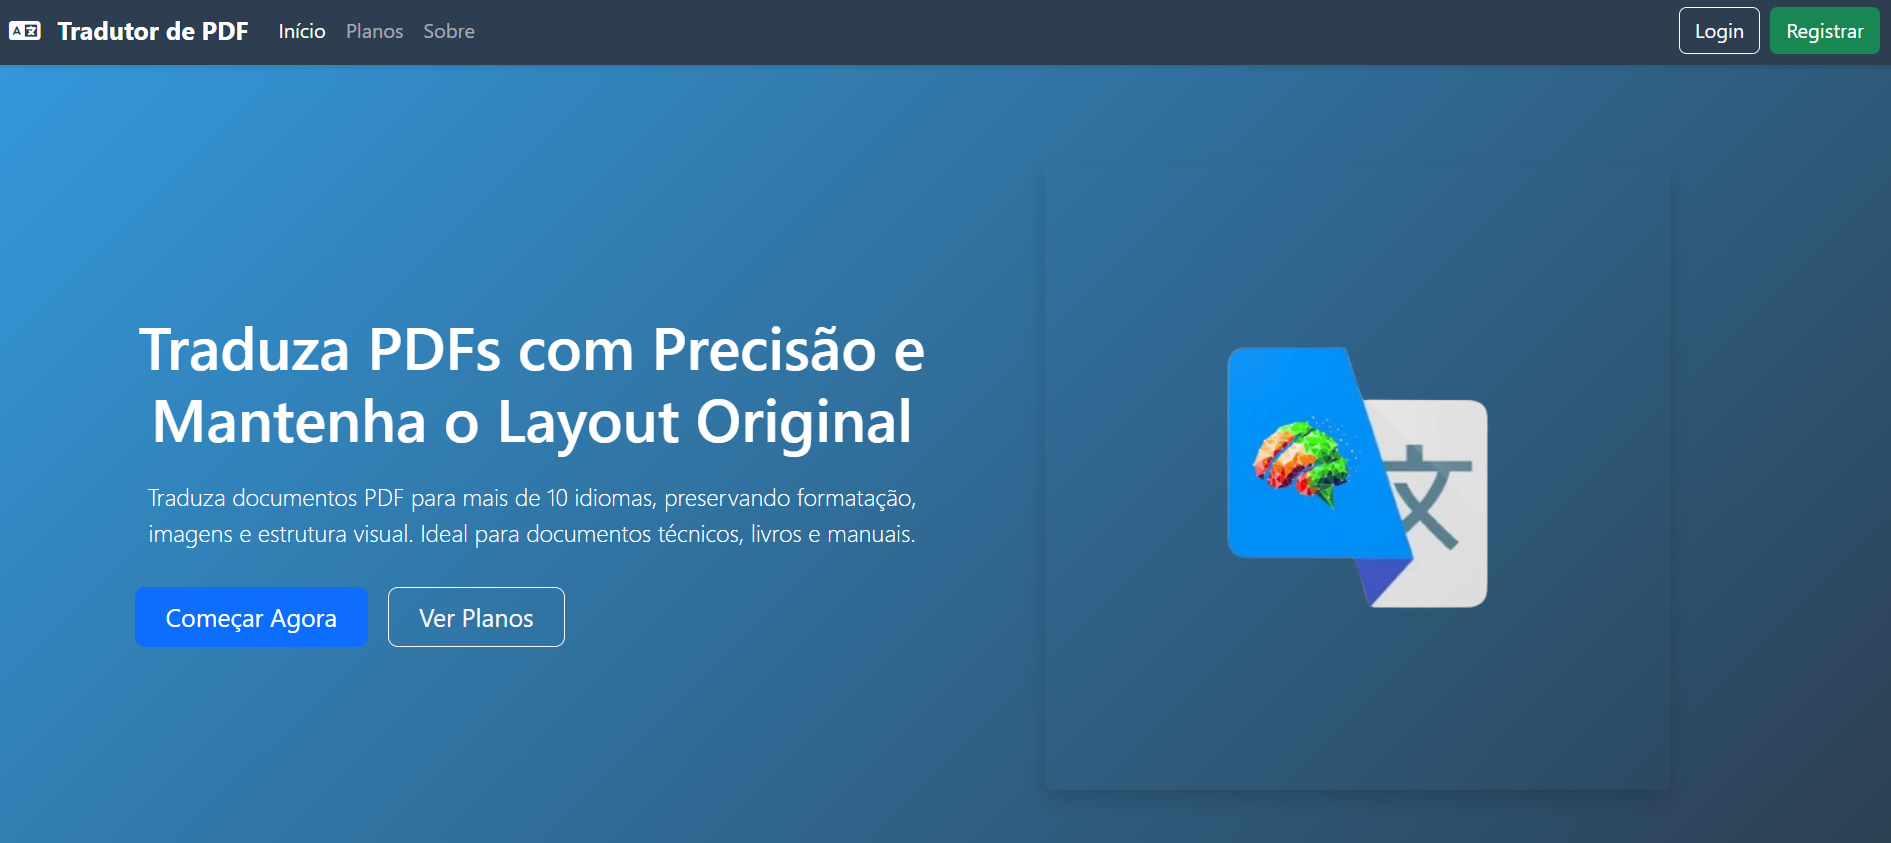 Tradutor de PDF
Início
Planos
Sobre
Login
Registrar
Traduza PDFs com Precisão e
Mantenha o Layout Original
Traduza documentos PDF para mais de 10 idiomas, preservando formatação,
imagens e estrutura visual. Ideal para documentos técnicos, livros e manuais.
Começar Agora
Ver Planos
文